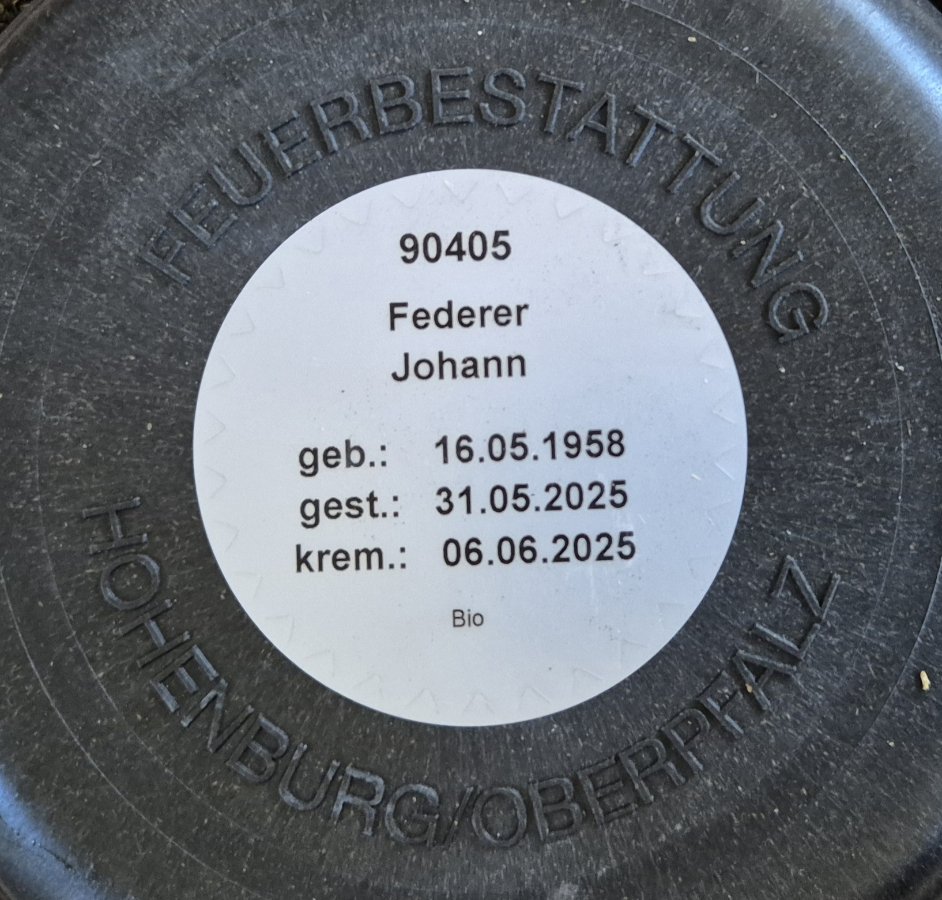 FEUERBESTATTUNG
90405
Federer
Johann
geb.: 16.05.1958
gest.: 31.05.2025
krem.: 06.06.2025
Bio
HOHENBURG/OBERPFALZ